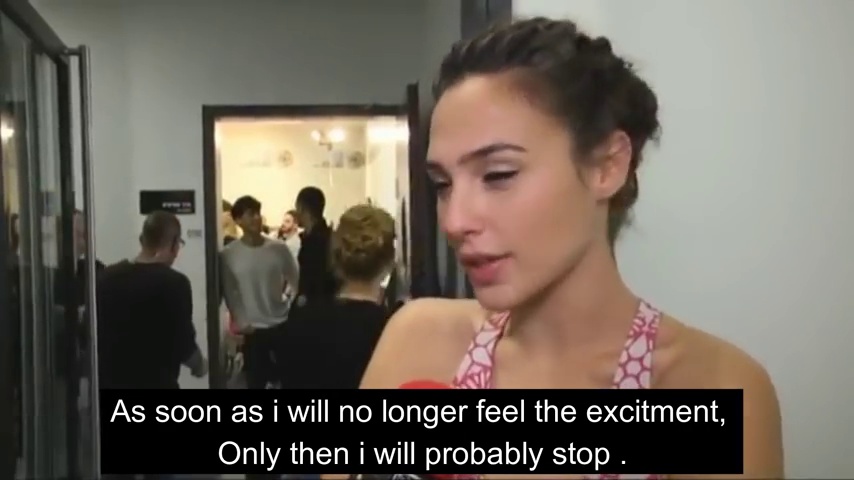 As soon as i will no longer feel the excitment,
Only then i will probably stop .